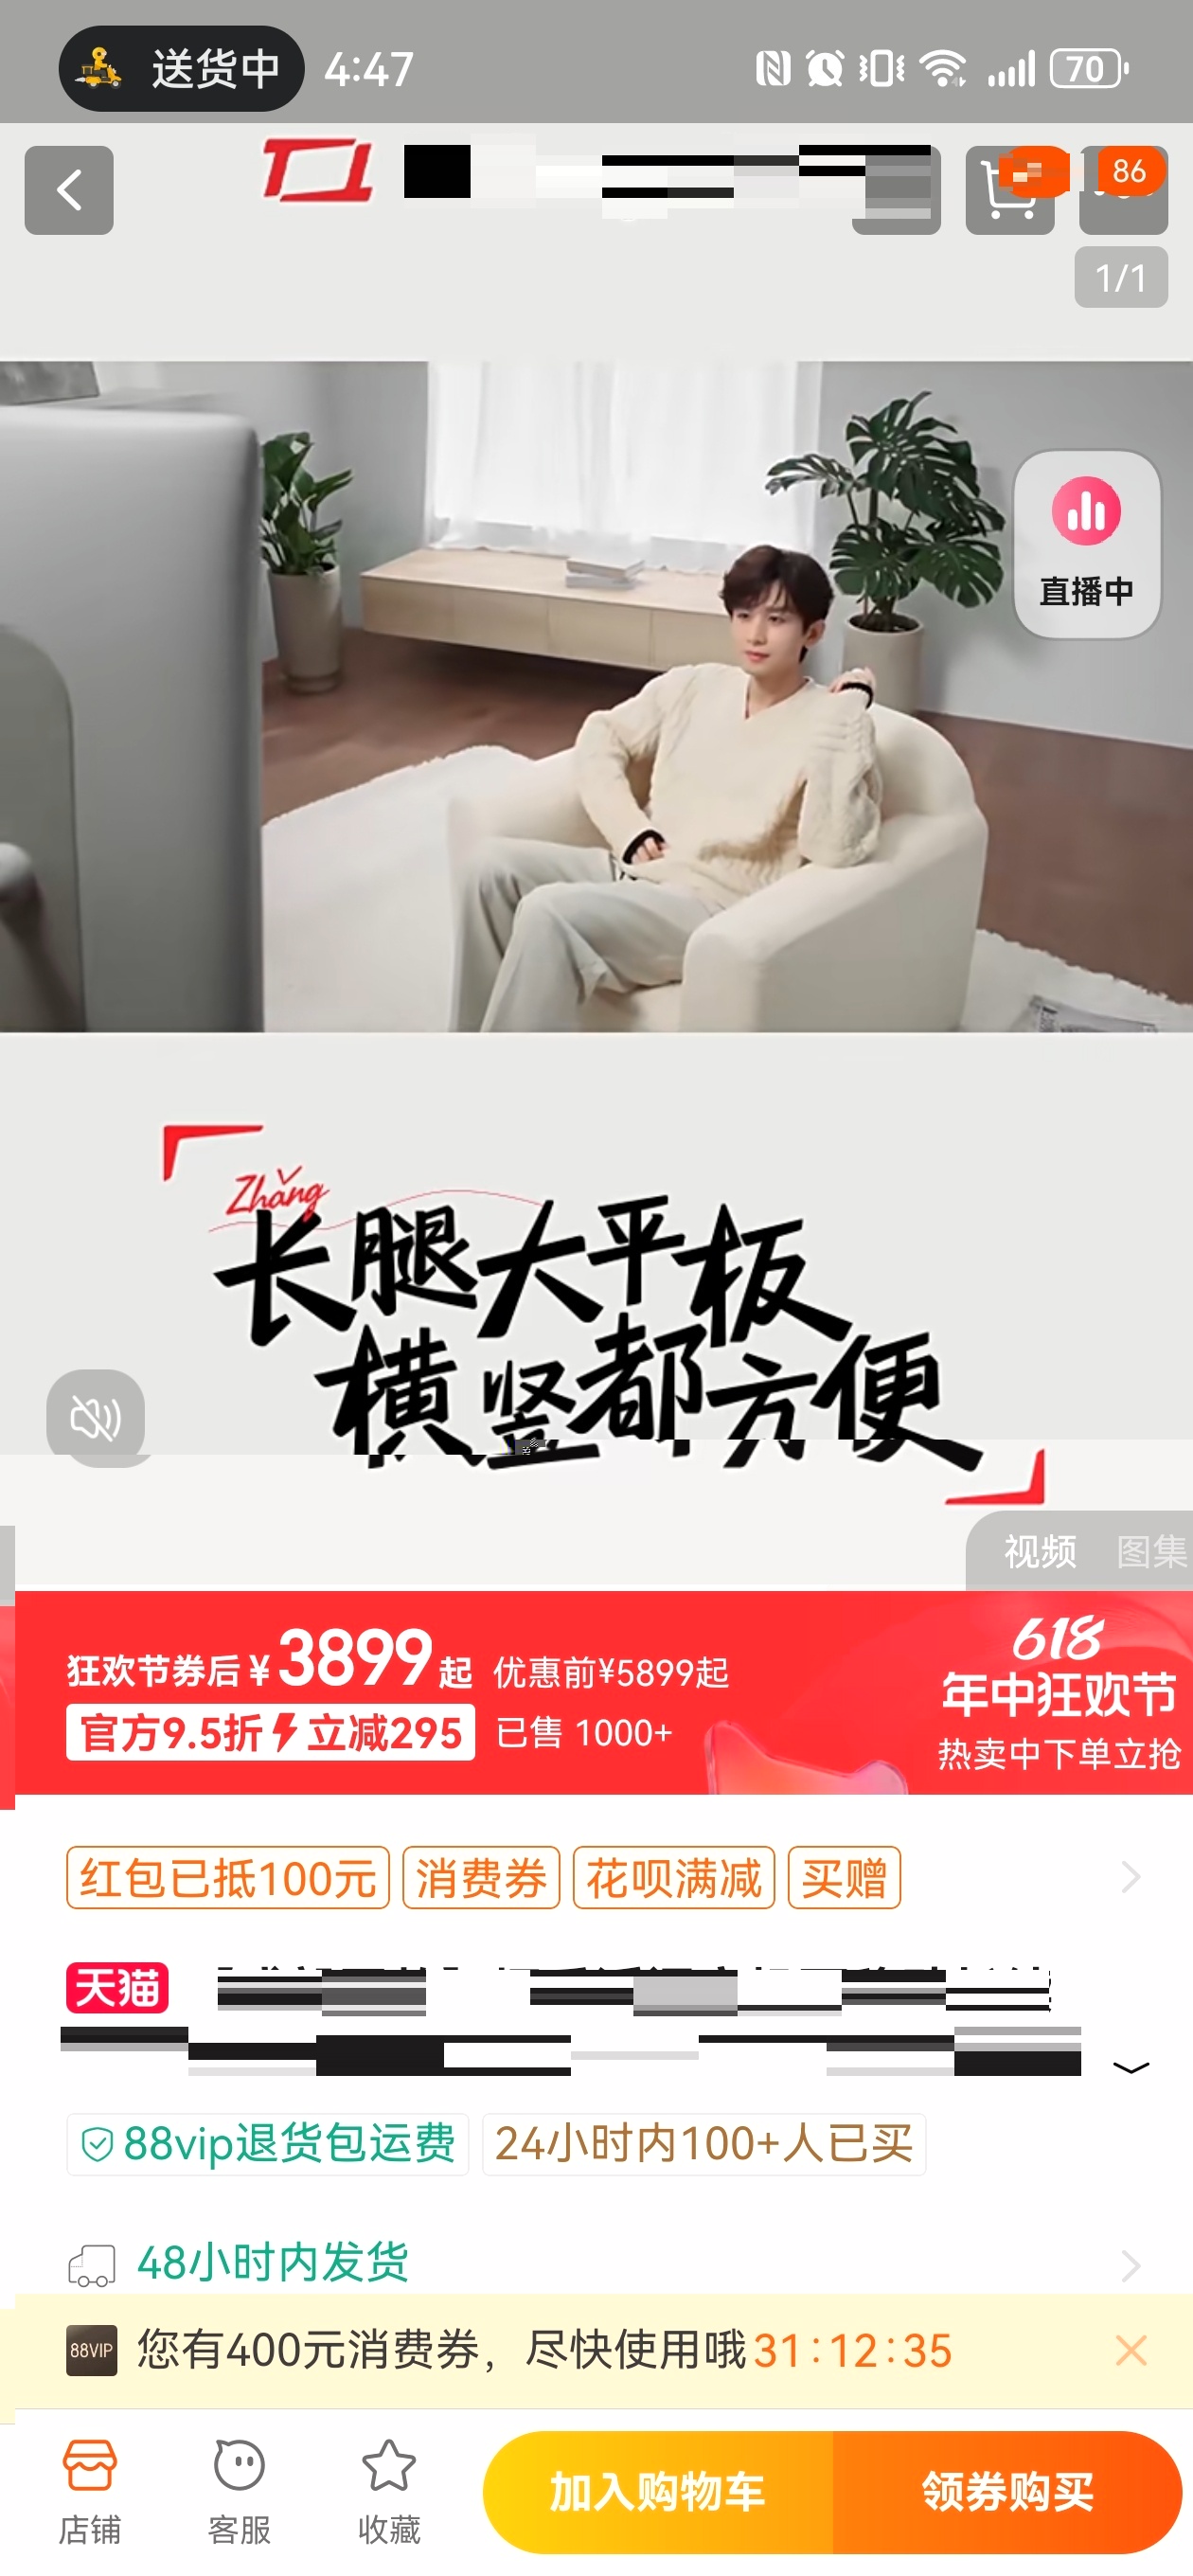 送货中 4:47 70
86
1/1
直播中
Zhǎng
长腿大平板
横竖都方便
视频 图集
狂欢节券后¥3899起 优惠前¥5899起
官方9.5折 立减295 已售 1000+
618
年中狂欢节
热卖中下单立抢
红包已抵100元 消费券 花呗满减 买赠
天猫
88vip退货包运费 24小时内100+人已买
48小时内发货
88VIP 您有400元消费券，尽快使用哦31:12:35
店铺 客服 收藏 加入购物车 领券购买